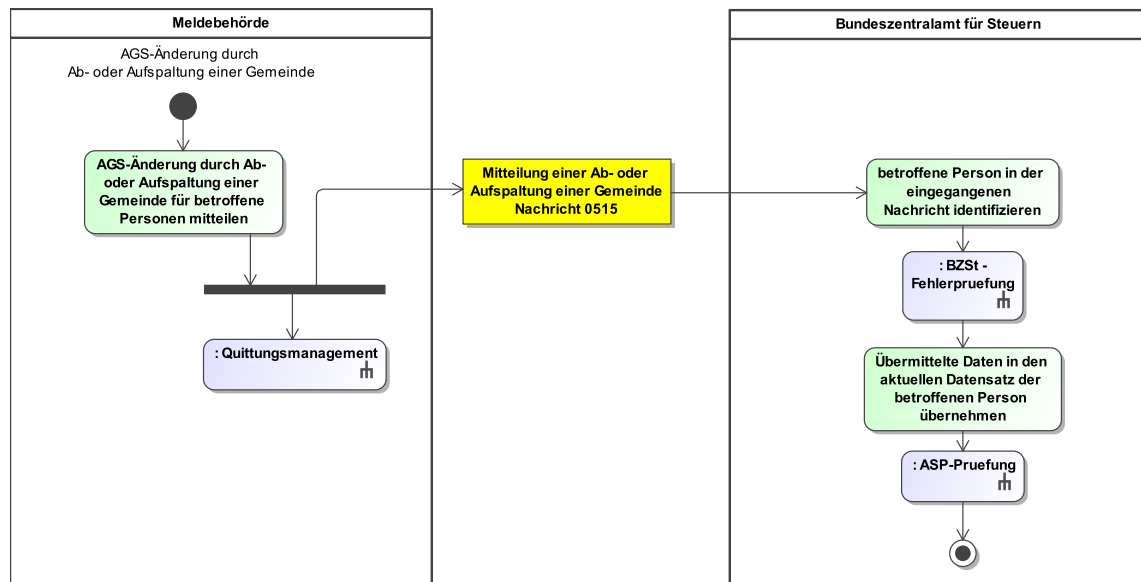 Meldebehörde
AGS-Änderung durch
Ab- oder Aufspaltung einer Gemeinde
AGS-Änderung durch Ab-
oder Aufspaltung einer
Gemeinde für betroffene
Personen mitteilen
: Quittungsmanagement
Mitteilung einer Ab- oder
Aufspaltung einer Gemeinde
Nachricht 0515
Bundeszentralamt für Steuern
betroffene Person in der
eingegangenen
Nachricht identifizieren
: BZSt -
Fehlerpruefung
Übermittelte Daten in den
aktuellen Datensatz der
betroffenen Person
übernehmen
: ASP-Pruefung